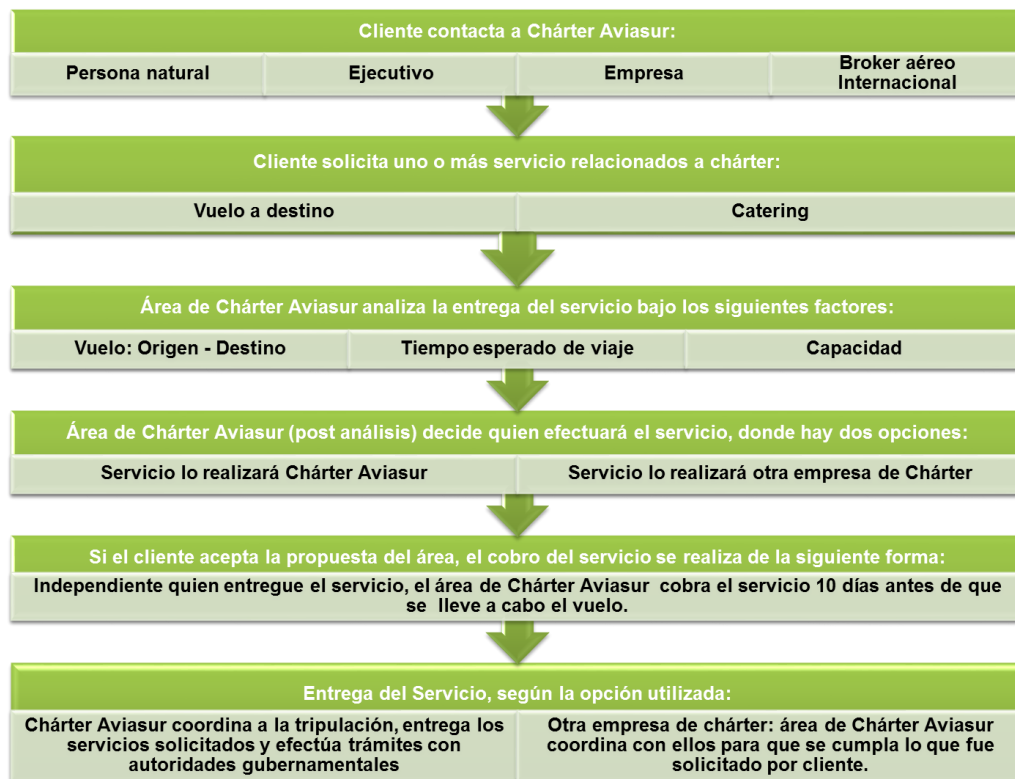 Cliente contacta a Chárter Aviasur:
Persona natural
Ejecutivo
Empresa
Broker aéreo
Internacional
Cliente solicita uno o más servicio relacionados a chárter:
Vuelo a destino
Catering
Área de Chárter Aviasur analiza la entrega del servicio bajo los siguientes factores:
Vuelo: Origen - Destino
Tiempo esperado de viaje
Capacidad
Área de Chárter Aviasur (post análisis) decide quien efectuará el servicio, donde hay dos opciones:
Servicio lo realizará Chárter Aviasur
Servicio lo realizará otra empresa de Chárter
Si el cliente acepta la propuesta del área, el cobro del servicio se realiza de la siguiente forma:
Independiente quien entregue el servicio, el área de Chárter Aviasur cobra el servicio 10 días antes de que
se lleve a cabo el vuelo.
Entrega del Servicio, según la opción utilizada:
Chárter Aviasur coordina a la tripulación, entrega los
servicios solicitados y efectúa trámites con
autoridades gubernamentales
Otra empresa de chárter: área de Chárter Aviasur
coordina con ellos para que se cumpla lo que fue
solicitado por cliente.